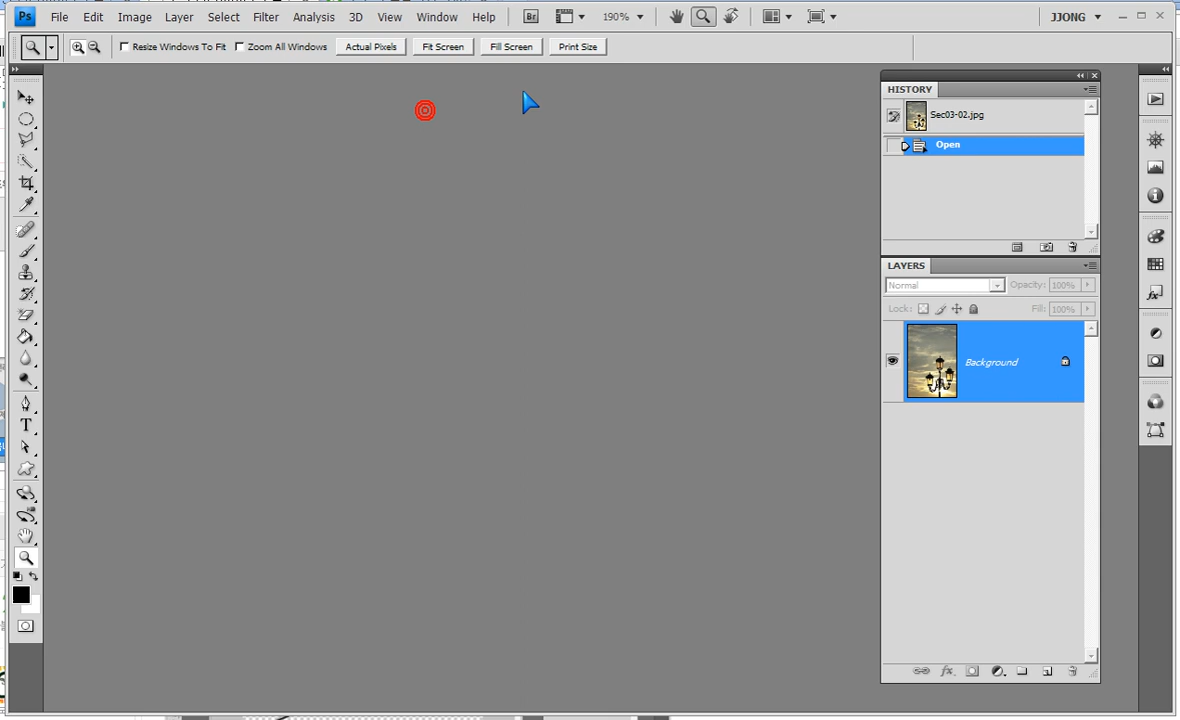 Ps File Edit Image Layer Select Filter Analysis 3D View Window Help Br 190% JJONG
Resize Windows To Fit Zoom All Windows Actual Pixels Fit Screen Fill Screen Print Size
HISTORY
Sec03-02.jpg
Open
LAYERS
Normal Opacity: 100%
Lock: Fill: 100%
Background
fx
T